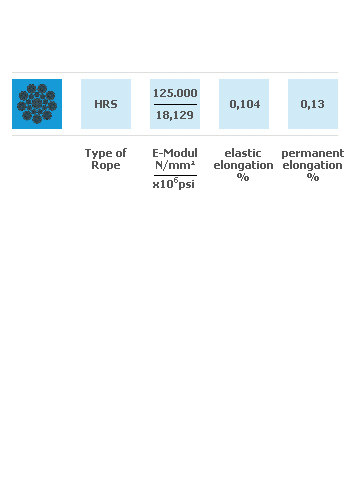 HRS
125.000
18,129
0,104
0,13
Type of
Rope
E-Modul
N/mm²
x10⁶psi
elastic
elongation
%
permanent
elongation
%